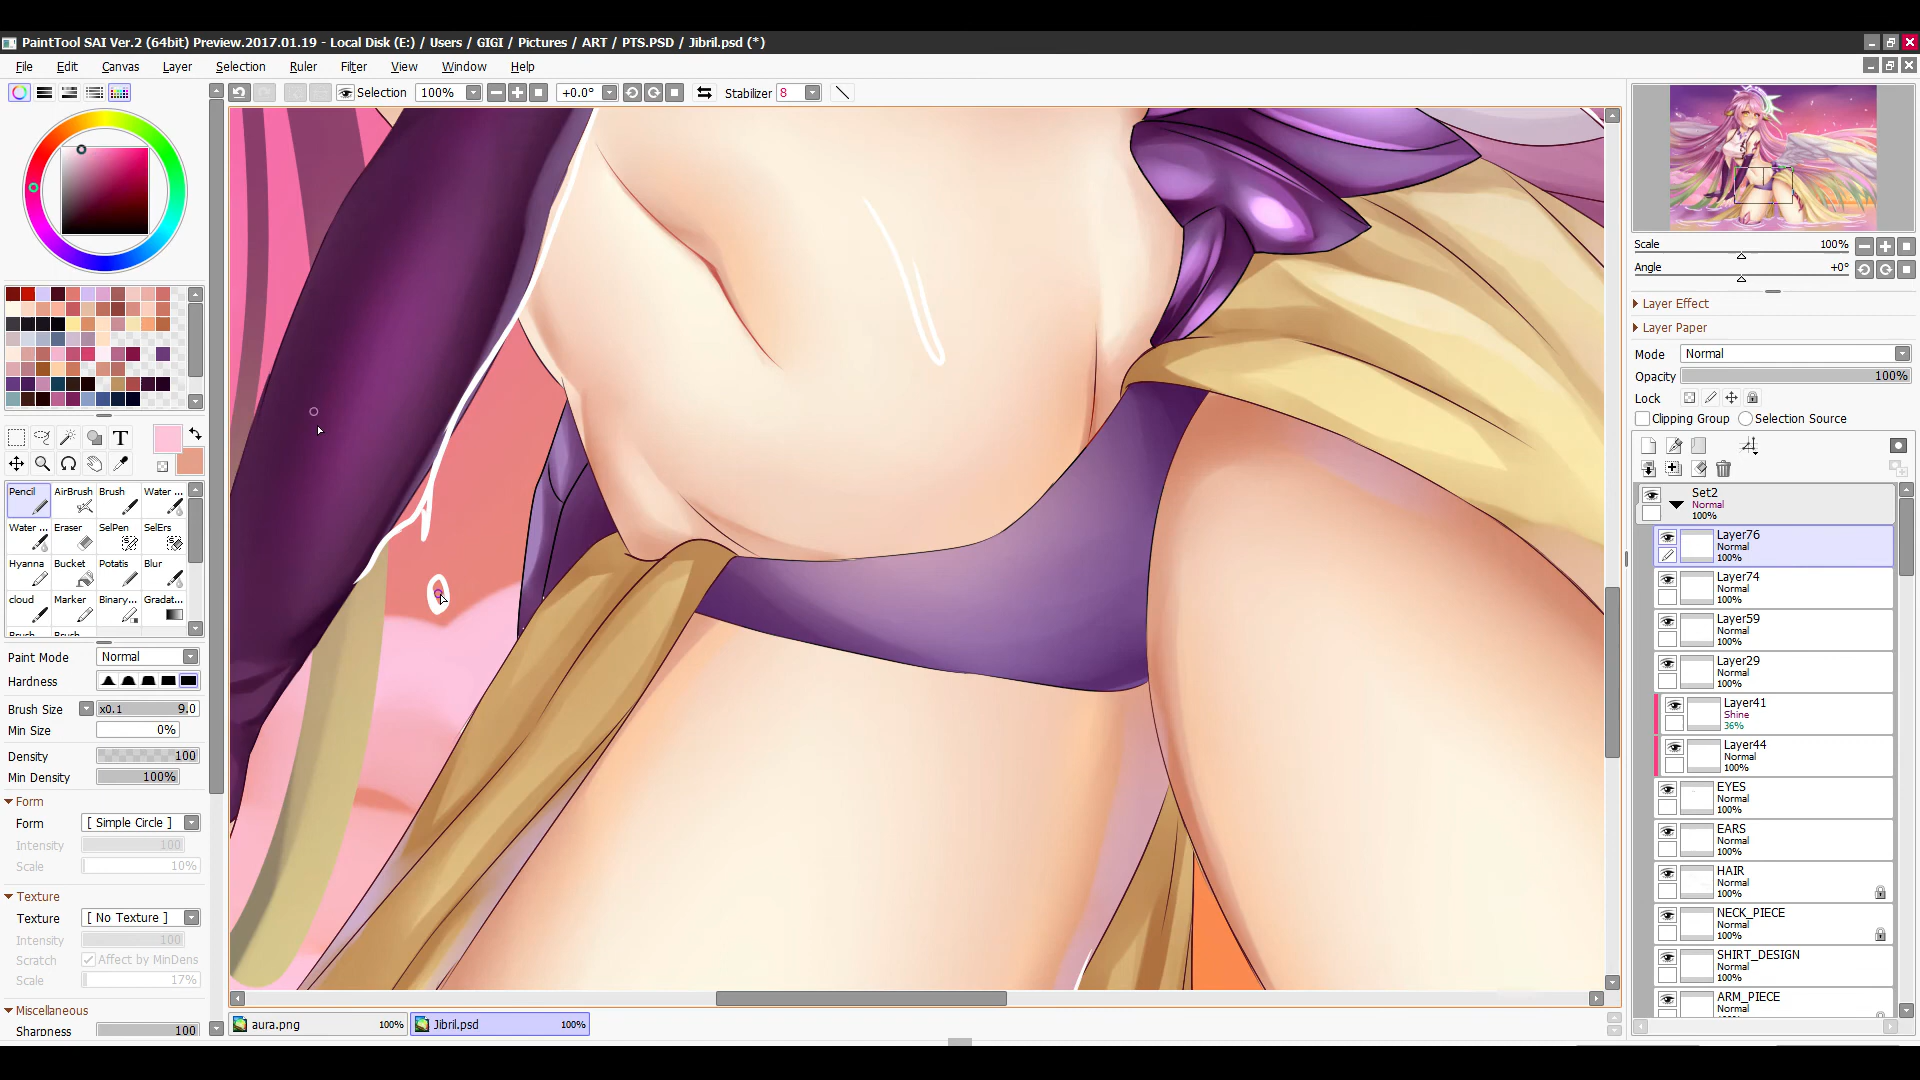 PaintTool SAI Ver.2 (64bit) Preview.2017.01.19 - Local Disk (E:) / Users / GIGI / Pictures / ART / PTS.PSD / Jibril.psd (*)
File Edit Canvas Layer Selection Ruler Filter View Window Help
Selection 100% +0.0° Stabilizer 8
Scale 100%
Angle +0°
Layer Effect
Layer Paper
Mode Normal
Opacity 100%
Lock
Clipping Group Selection Source
T
Pencil AirBrush Brush Water ...
Water ... Eraser SelPen SelErs
Hyanna Bucket Potatis Blur
cloud Marker Binary... Gradat...
Paint Mode Normal
Hardness
Brush Size x0.1 9.0
Min Size 0%
Density 100
Min Density 100%
Form
Form [ Simple Circle ]
Intensity 100
Scale 10%
Texture
Texture [ No Texture ]
Intensity 100
Scratch Affect by MinDens
Scale 17%
Miscellaneous
Sharpness 100
Set2
Normal
100%
Layer76
Normal
100%
Layer74
Normal
100%
Layer59
Normal
100%
Layer29
Normal
100%
Layer41
Shine
36%
Layer44
Normal
100%
EYES
Normal
100%
EARS
Normal
100%
HAIR
Normal
100%
NECK_PIECE
Normal
100%
SHIRT_DESIGN
Normal
100%
ARM_PIECE
Normal
aura.png 100% Jibril.psd 100%